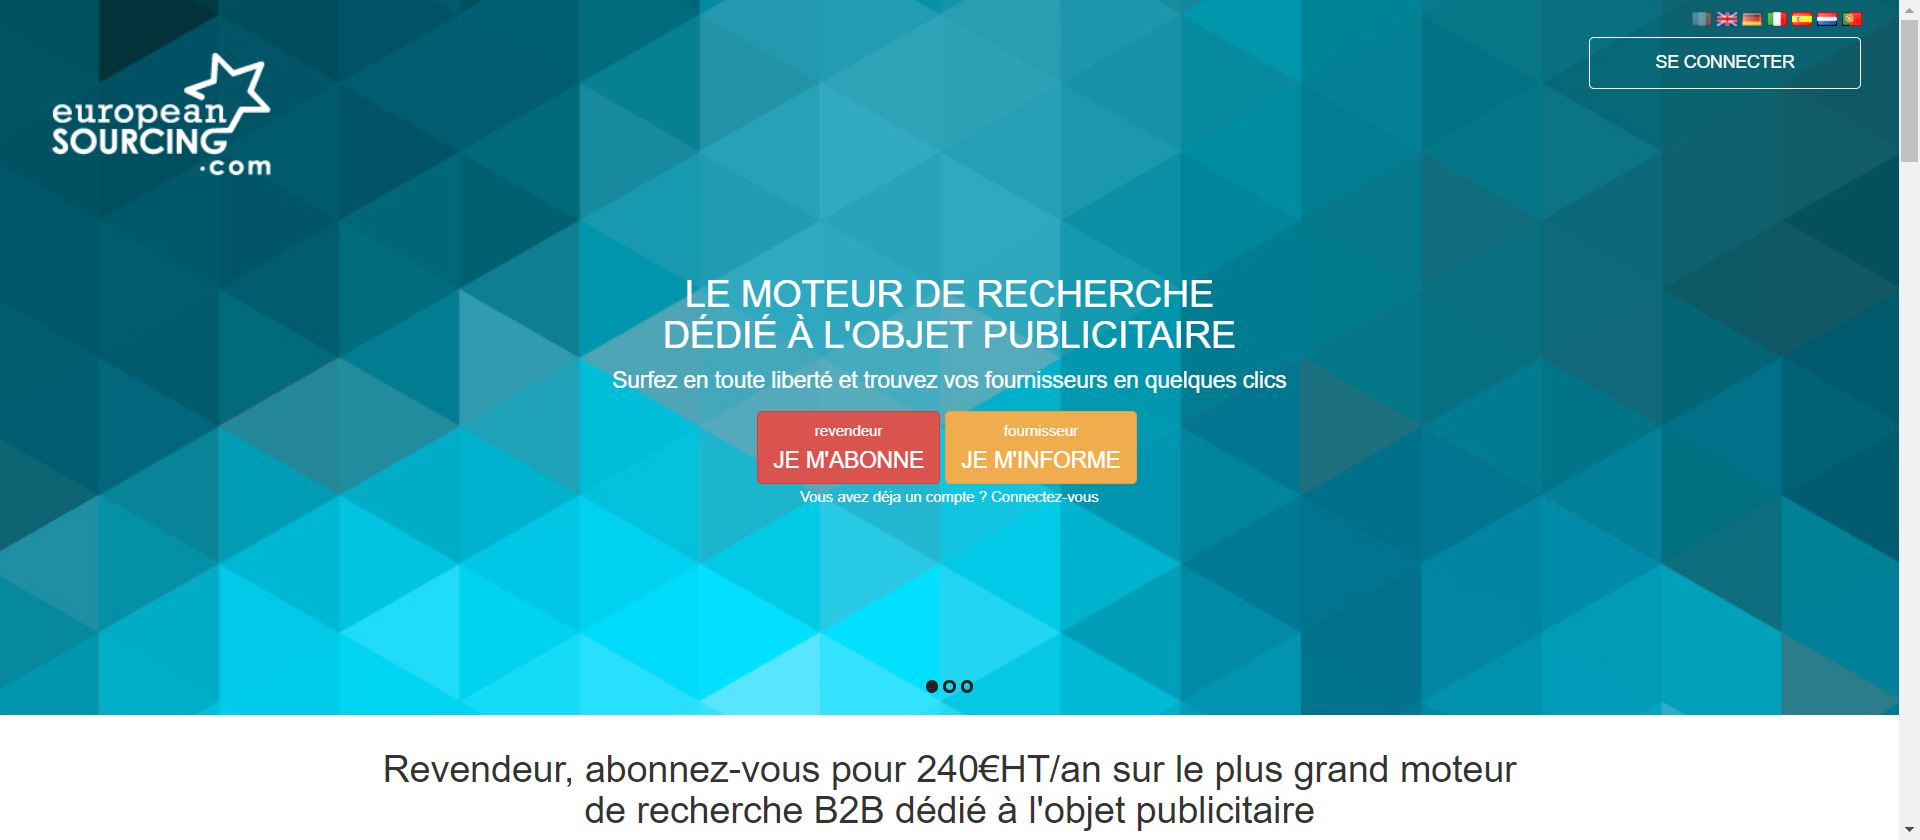 european
SOURCING
.com
SE CONNECTER
LE MOTEUR DE RECHERCHE
DÉDIÉ À L'OBJET PUBLICITAIRE
Surfez en toute liberté et trouvez vos fournisseurs en quelques clics
revendeur
JE M'ABONNE
fournisseur
JE M'INFORME
Vous avez déja un compte ? Connectez-vous
Revendeur, abonnez-vous pour 240€HT/an sur le plus grand moteur
de recherche B2B dédié à l'objet publicitaire